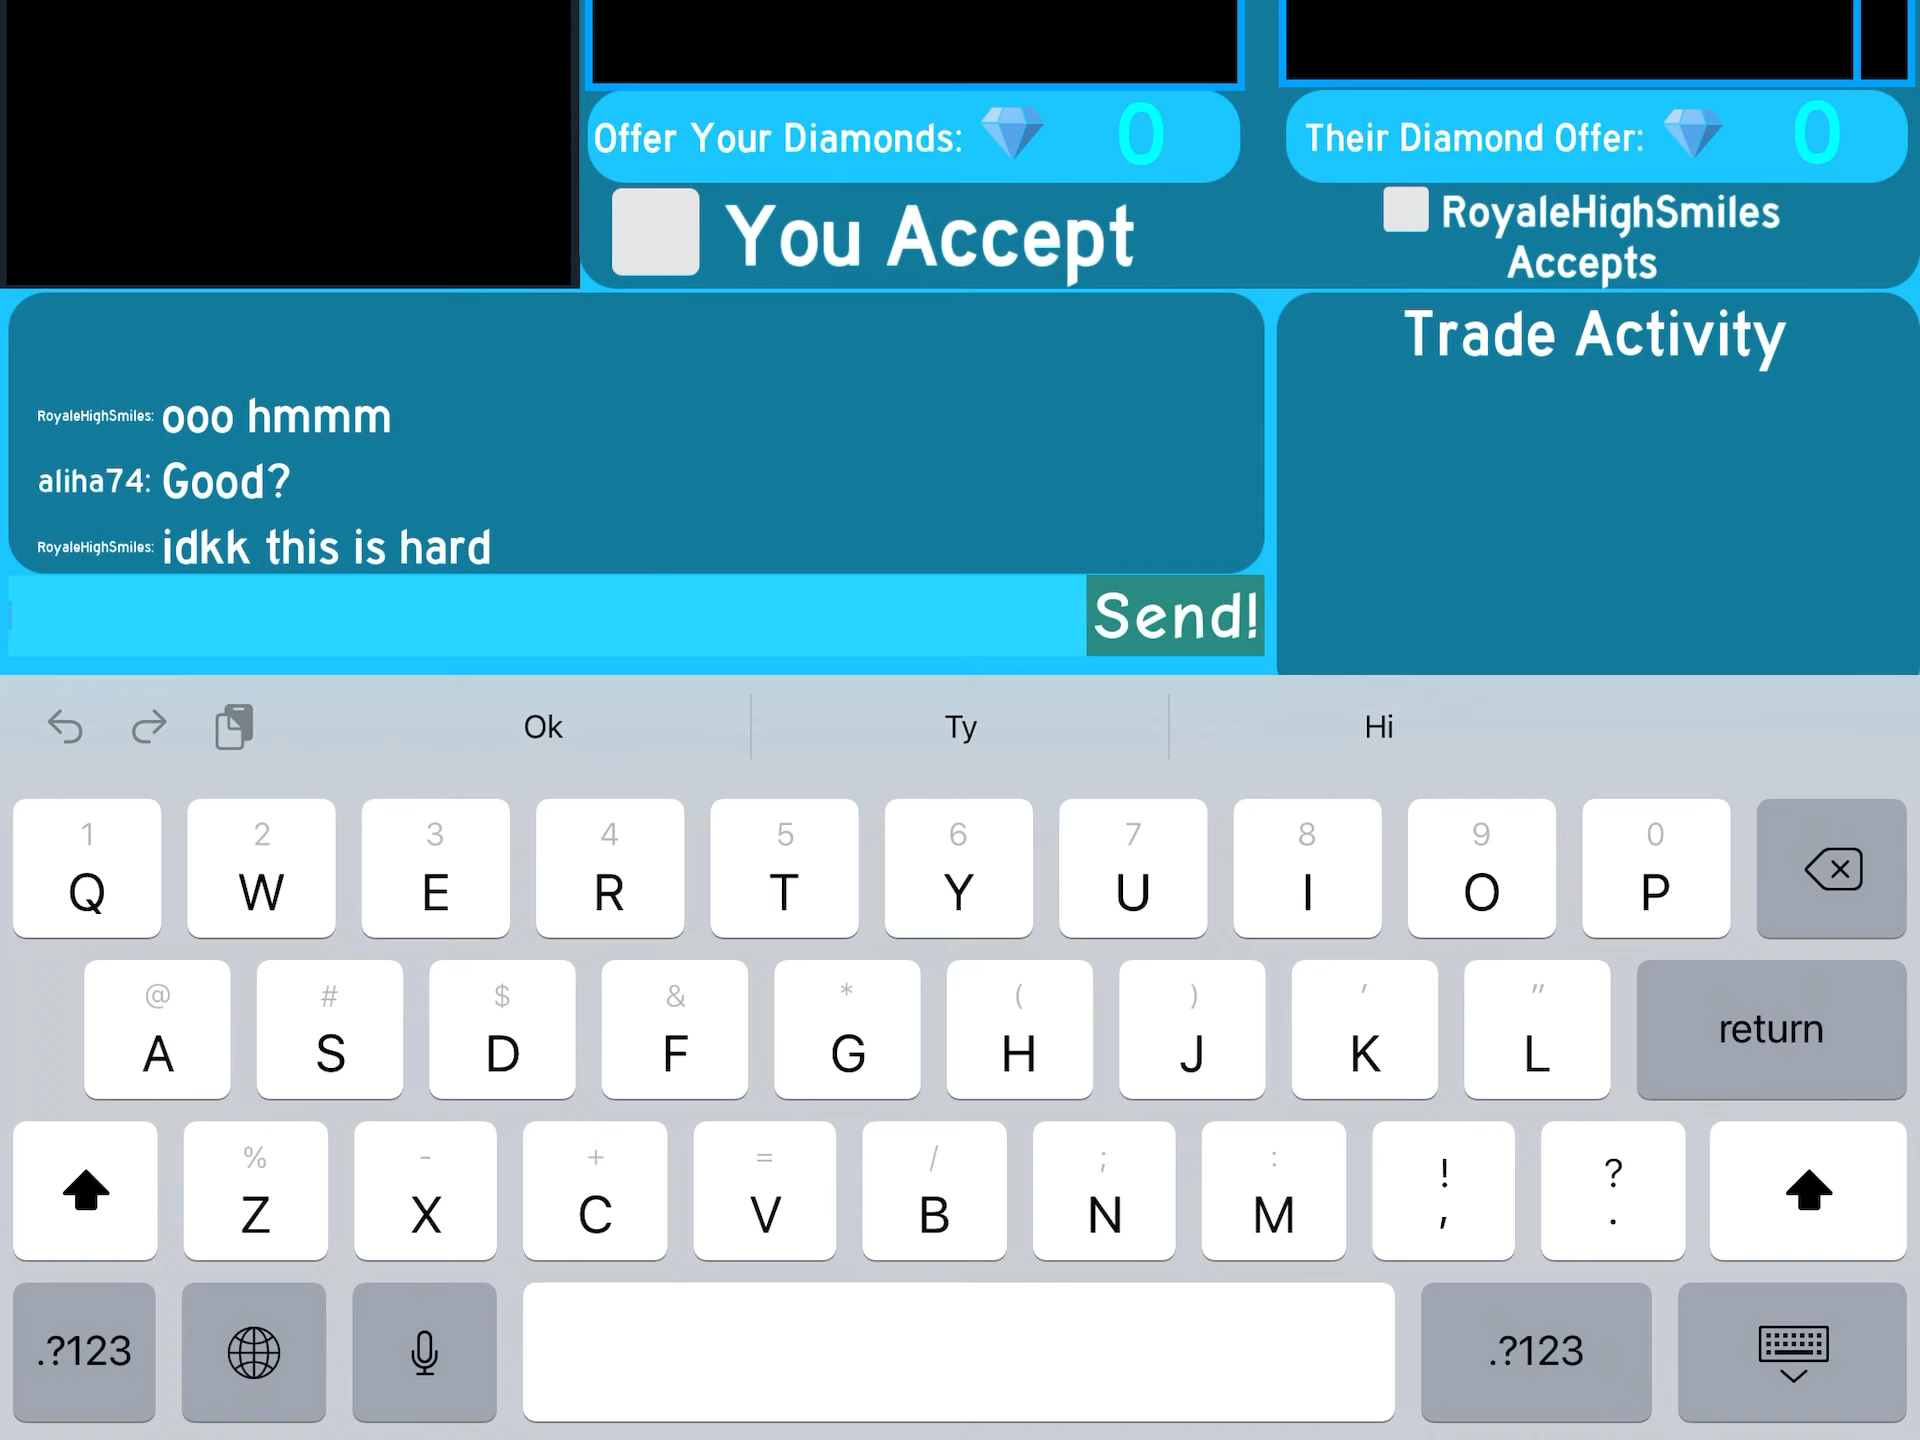 Offer Your Diamonds: 0
Their Diamond Offer: 0
You Accept
RoyaleHighSmiles
Accepts
Trade Activity
RoyaleHighSmiles: ooo hmmm
aliha74: Good?
RoyaleHighSmiles: idkk this is hard
Send!
Ok Ty Hi
1 2 3 4 5 6 7 8 9 0
Q W E R T Y U I O P
@ # $ & * ( ) ' "
A S D F G H J K L return
% - + = / ; : ! ?
Z X C V B N M , .
.?123 .?123